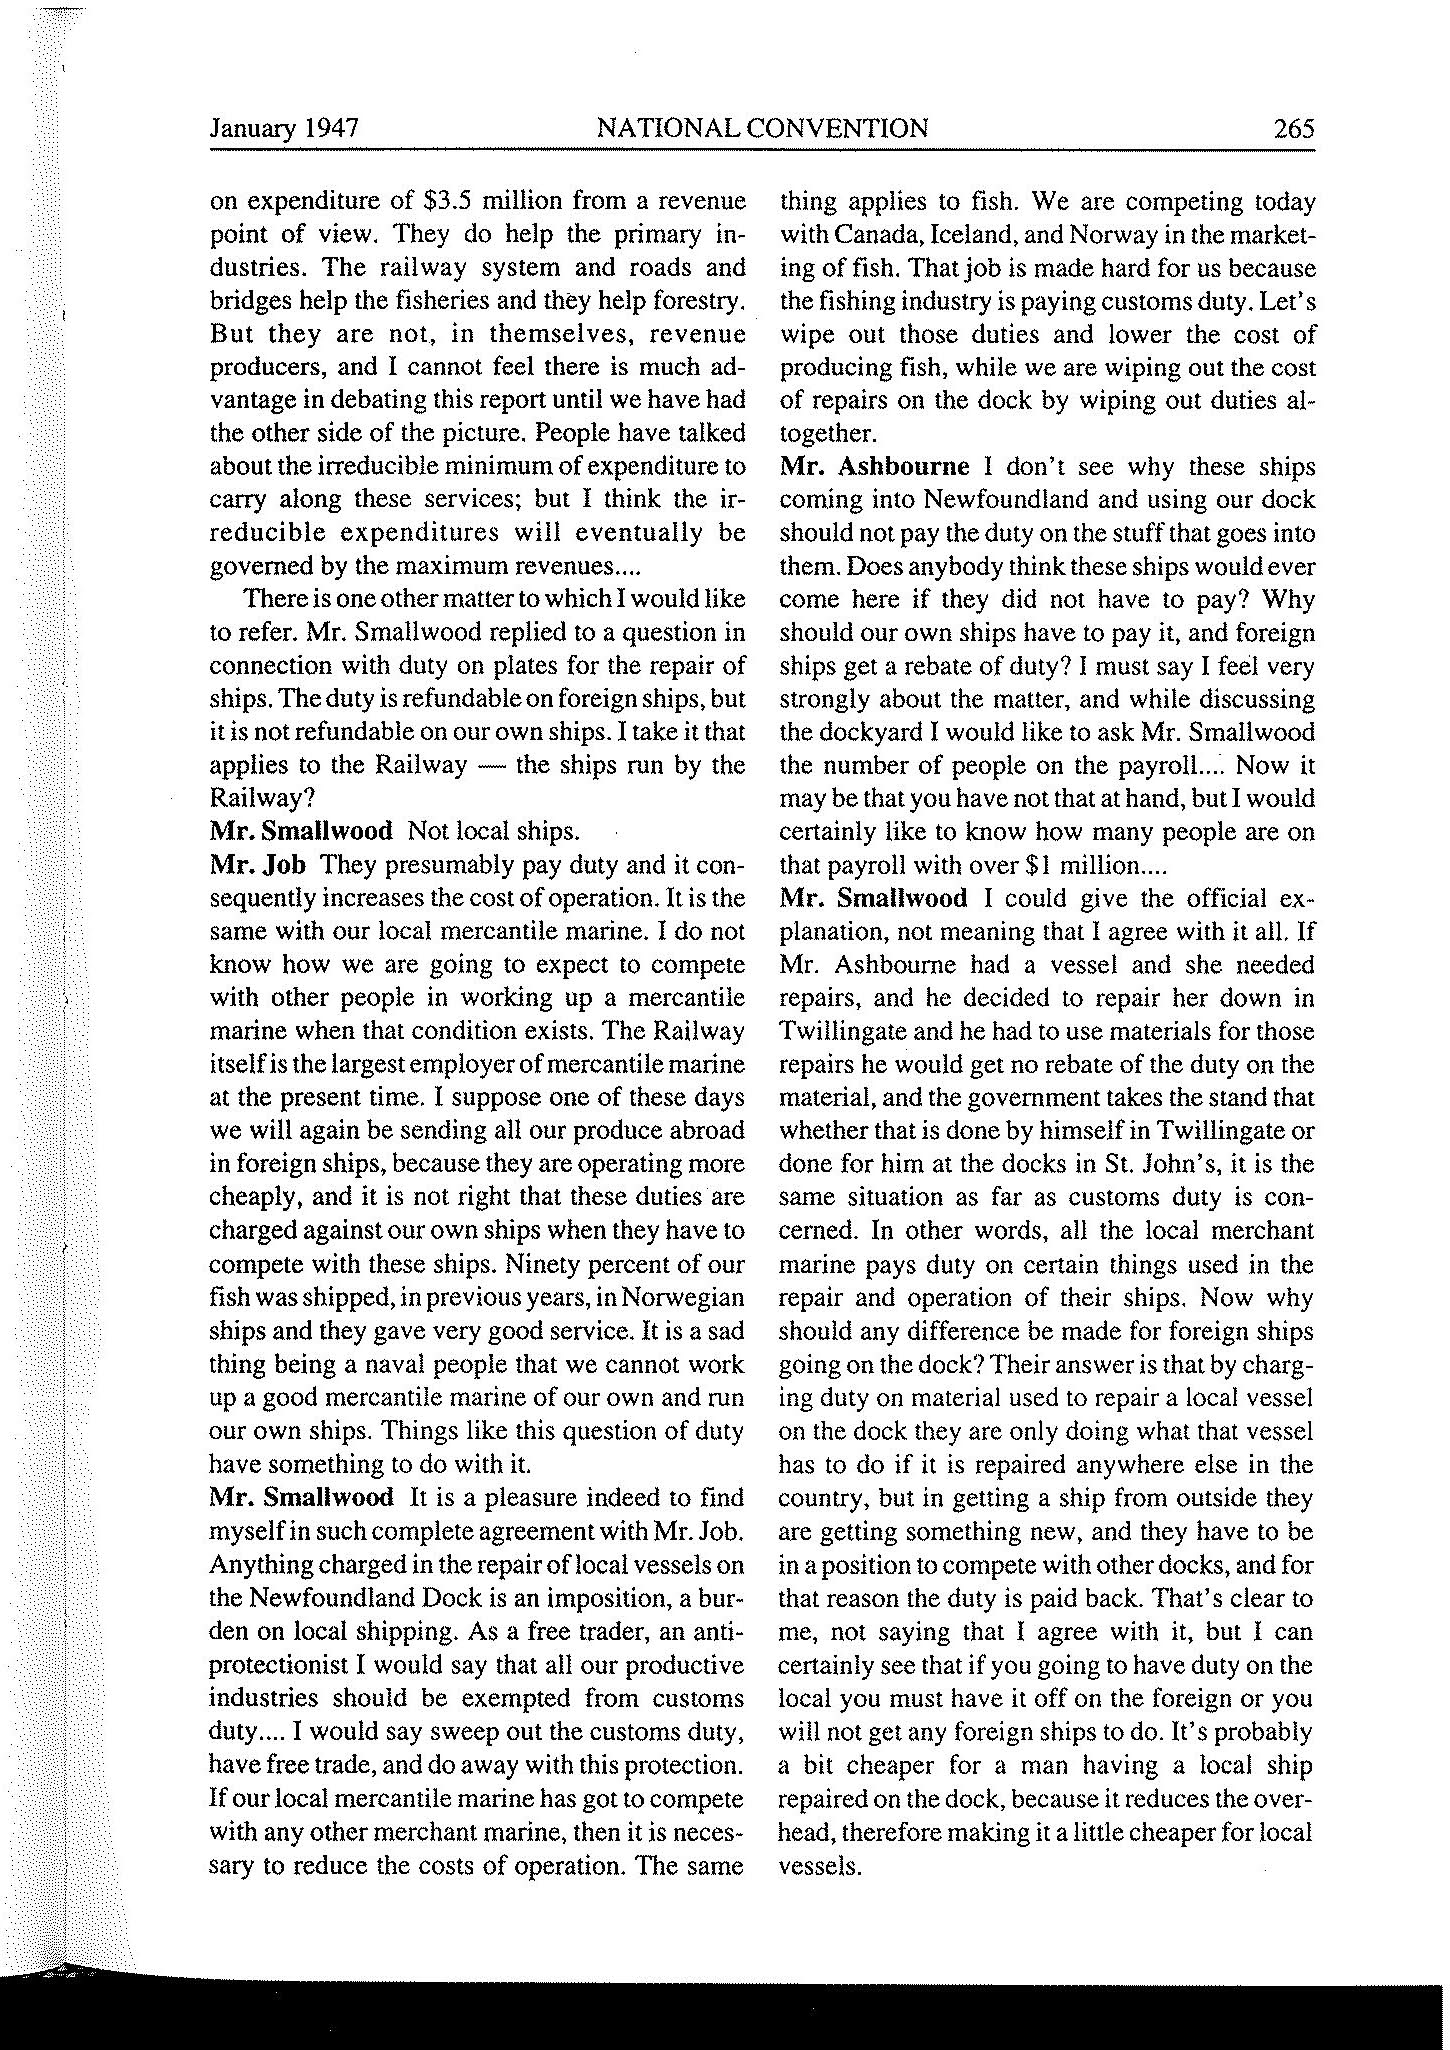 January 1947 NATIONAL CONVENTION 265
on expenditure of $3.5 million from a revenue
point of view. They do help the primary in-
dustries. The railway system and roads and
bridges help the fisheries and they help forestry.
But they are not, in themselves, revenue
producers, and I cannot feel there is much ad-
vantage in debating this report until we have had
the other side of the picture. People have talked
about the irreducible minimum of expenditure to
carry along these services; but I think the ir-
reducible expenditures will eventually be
governed by the maximum revenues....
There is one other matter to which I would like
to refer. Mr. Smallwood replied to a question in
connection with duty on plates for the repair of
ships. The duty is refundable on foreign ships, but
it is not refundable on our own ships. I take it that
applies to the Railway — the ships run by the
Railway?
Mr. Smallwood Not local ships.
Mr. Job They presumably pay duty and it con-
sequently increases the cost of operation. It is the
same with our local mercantile marine. I do not
know how we are going to expect to compete
with other people in working up a mercantile
marine when that condition exists. The Railway
itself is the largest employer of mercantile marine
at the present time. I suppose one of these days
we will again be sending all our produce abroad
in foreign ships, because they are operating more
cheaply, and it is not right that these duties are
charged against our own ships when they have to
compete with these ships. Ninety percent of our
fish was shipped, in previous years, in Norwegian
ships and they gave very good service. It is a sad
thing being a naval people that we cannot work
up a good mercantile marine of our own and run
our own ships. Things like this question of duty
have something to do with it.
Mr. Smallwood It is a pleasure indeed to find
myself in such complete agreement with Mr. Job.
Anything charged in the repair of local vessels on
the Newfoundland Dock is an imposition, a bur-
den on local shipping. As a free trader, an anti-
protectionist I would say that all our productive
industries should be exempted from customs
duty.... I would say sweep out the customs duty,
have free trade, and do away with this protection.
If our local mercantile marine has got to compete
with any other merchant marine, then it is neces-
sary to reduce the costs of operation. The same
thing applies to fish. We are competing today
with Canada, Iceland, and Norway in the market-
ing of fish. That job is made hard for us because
the fishing industry is paying customs duty. Let's
wipe out those duties and lower the cost of
producing fish, while we are wiping out the cost
of repairs on the dock by wiping out duties al-
together.
Mr. Ashbourne I don't see why these ships
coming into Newfoundland and using our dock
should not pay the duty on the stuff that goes into
them. Does anybody think these ships would ever
come here if they did not have to pay? Why
should our own ships have to pay it, and foreign
ships get a rebate of duty? I must say I feel very
strongly about the matter, and while discussing
the dockyard I would like to ask Mr. Smallwood
the number of people on the payroll.... Now it
may be that you have not that at hand, but I would
certainly like to know how many people are on
that payroll with over $1 million....
Mr. Smallwood I could give the official ex-
planation, not meaning that I agree with it all. If
Mr. Ashbourne had a vessel and she needed
repairs, and he decided to repair her down in
Twillingate and he had to use materials for those
repairs he would get no rebate of the duty on the
material, and the government takes the stand that
whether that is done by himself in Twillingate or
done for him at the docks in St. John's, it is the
same situation as far as customs duty is con-
cerned. In other words, all the local merchant
marine pays duty on certain things used in the
repair and operation of their ships. Now why
should any difference be made for foreign ships
going on the dock? Their answer is that by charg-
ing duty on material used to repair a local vessel
on the dock they are only doing what that vessel
has to do if it is repaired anywhere else in the
country, but in getting a ship from outside they
are getting something new, and they have to be
in a position to compete with other docks, and for
that reason the duty is paid back. That's clear to
me, not saying that I agree with it, but I can
certainly see that if you going to have duty on the
local you must have it off on the foreign or you
will not get any foreign ships to do. It's probably
a bit cheaper for a man having a local ship
repaired on the dock, because it reduces the over-
head, therefore making it a little cheaper for local
vessels.